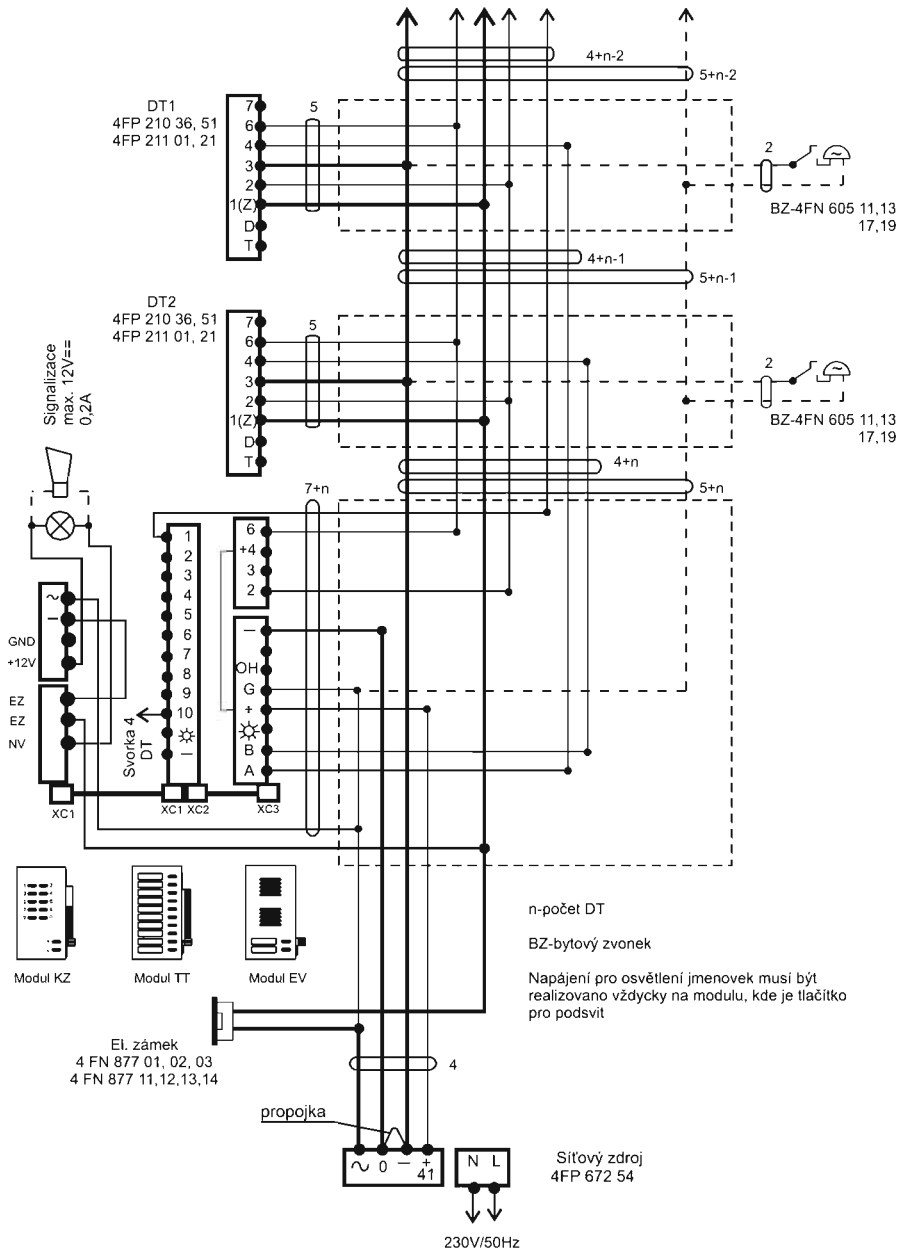 4+n-2
5+n-2
DT1
4FP 210 36, 51
4FP 211 01, 21
7
6
4
3
2
1(Z)
D
T
5
2
BZ-4FN 605 11,13
17,19
4+n-1
5+n-1
DT2
4FP 210 36, 51
4FP 211 01, 21
7
6
4
3
2
1(Z)
D
T
5
2
BZ-4FN 605 11,13
17,19
4+n
5+n
Signalizace
max. 12V==
0,2A
7+n
~
—
GND
+12V
EZ
EZ
NV
XC1
1
2
3
4
5
6
7
8
9
10
—
Svorka 4
DT
XC1
XC2
6
+4
3
2
—
OH
G
+
B
A
XC3
Modul KZ
Modul TT
Modul EV
n-počet DT
BZ-bytový zvonek
Napájení pro osvětlení jmenovek musí být
realizovano vždycky na modulu, kde je tlačítko
pro podsvit
El. zámek
4 FN 877 01, 02, 03
4 FN 877 11,12,13,14
4
propojka
~
0
—
+
41
N
L
Síťový zdroj
4FP 672 54
230V/50Hz